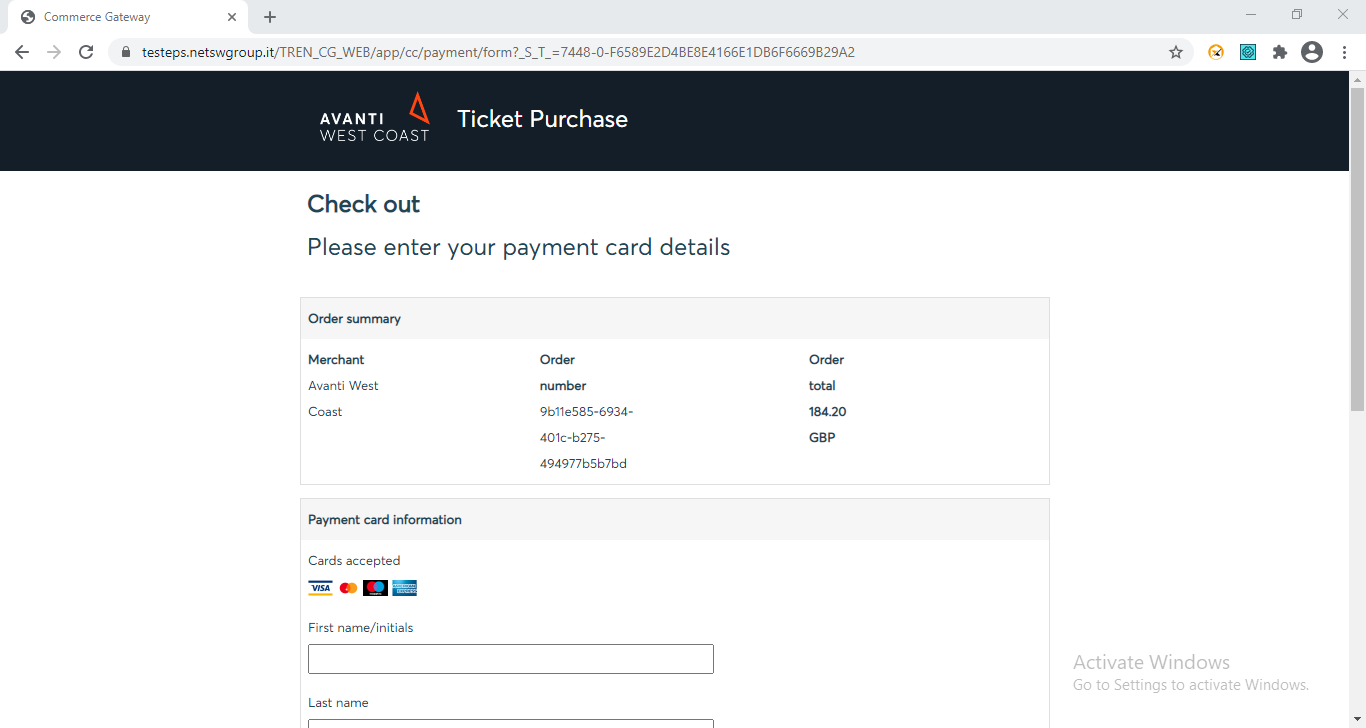 Commerce Gateway
testeps.netswgroup.it/TREN_CG_WEB/app/cc/payment/form?_S_T_=7448-0-F6589E2D4BE8E4166E1DB6F6669B29A2
AVANTI
WEST COAST
Ticket Purchase
Check out
Please enter your payment card details
Order summary
Merchant
Avanti West
Coast
Order
number
9b11e585-6934-
401c-b275-
494977b5b7bd
Order
total
184.20
GBP
Payment card information
Cards accepted
VISA
First name/initials
Last name
Activate Windows
Go to Settings to activate Windows.